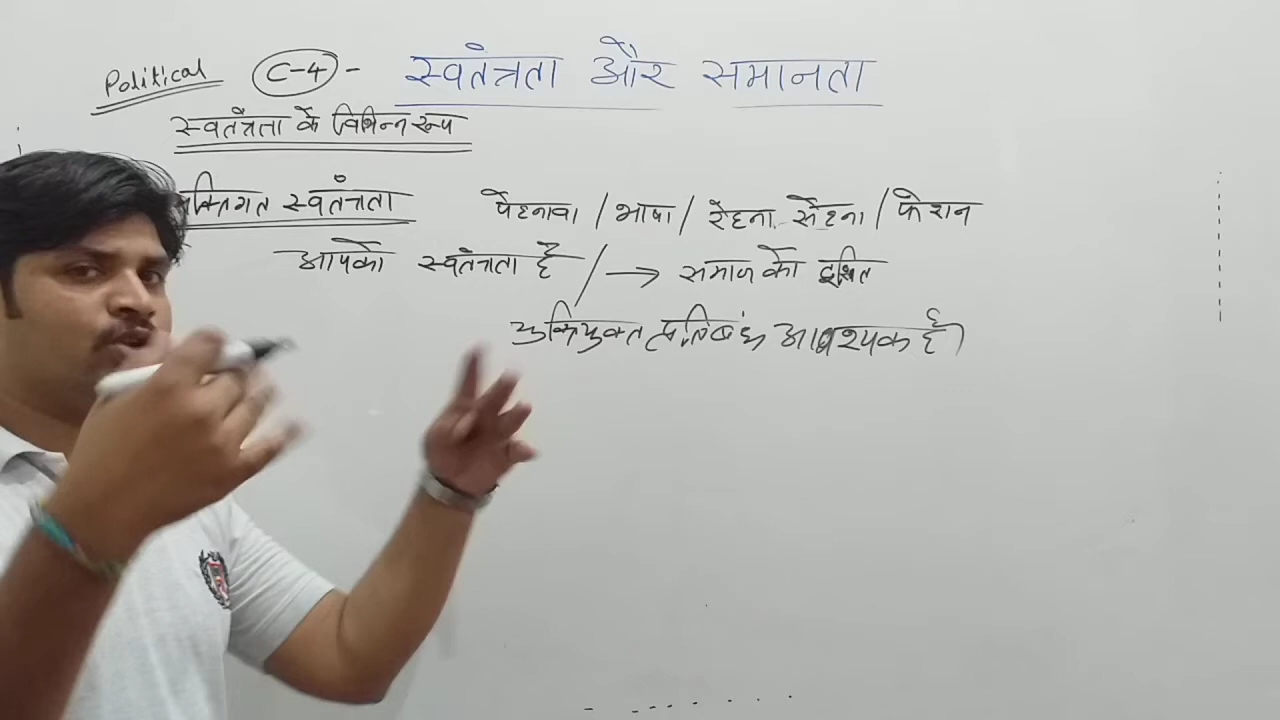 Political C-4 - स्वतंत्रता और समानता
स्वतंत्रता के विभिन्न रूप
क्तिगत स्वतंत्रता पेहनावा / भाषा / रेहना सेहना / फेशन
आपको स्वतंत्रता है / → समाज को दूषित
युक्तियुक्त प्रतिबंध आवश्यक है।